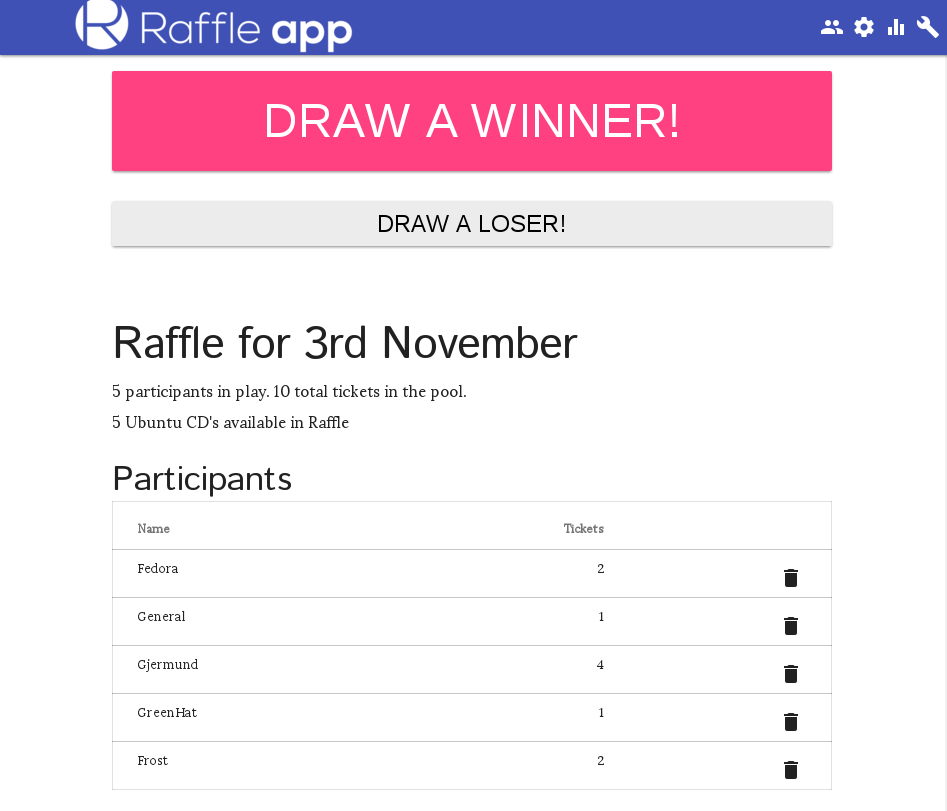 Raffle app
DRAW A WINNER!
DRAW A LOSER!
Raffle for 3rd November
5 participants in play. 10 total tickets in the pool.
5 Ubuntu CD's available in Raffle
Participants
Name Tickets
Fedora 2
General 1
Gjermund 4
GreenHat 1
Frost 2